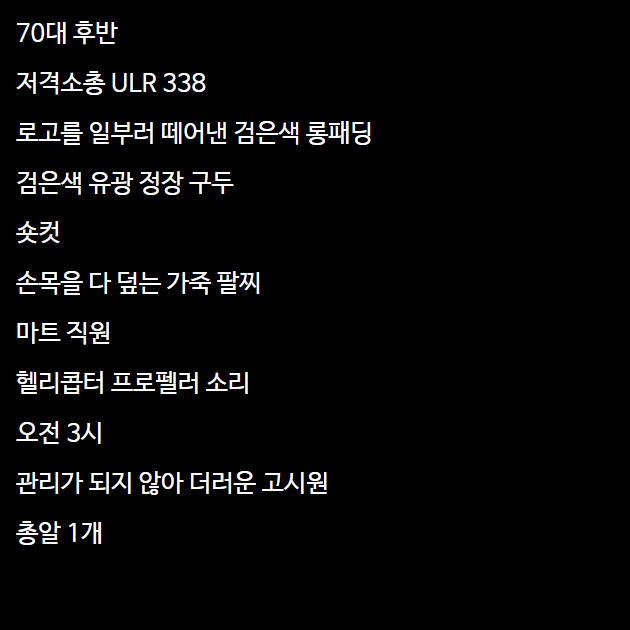 70대 후반
저격소총 ULR 338
로고를 일부러 떼어낸 검은색 롱패딩
검은색 유광 정장 구두
숏컷
손목을 다 덮는 가죽 팔찌
마트 직원
헬리콥터 프로펠러 소리
오전 3시
관리가 되지 않아 더러운 고시원
총알 1개